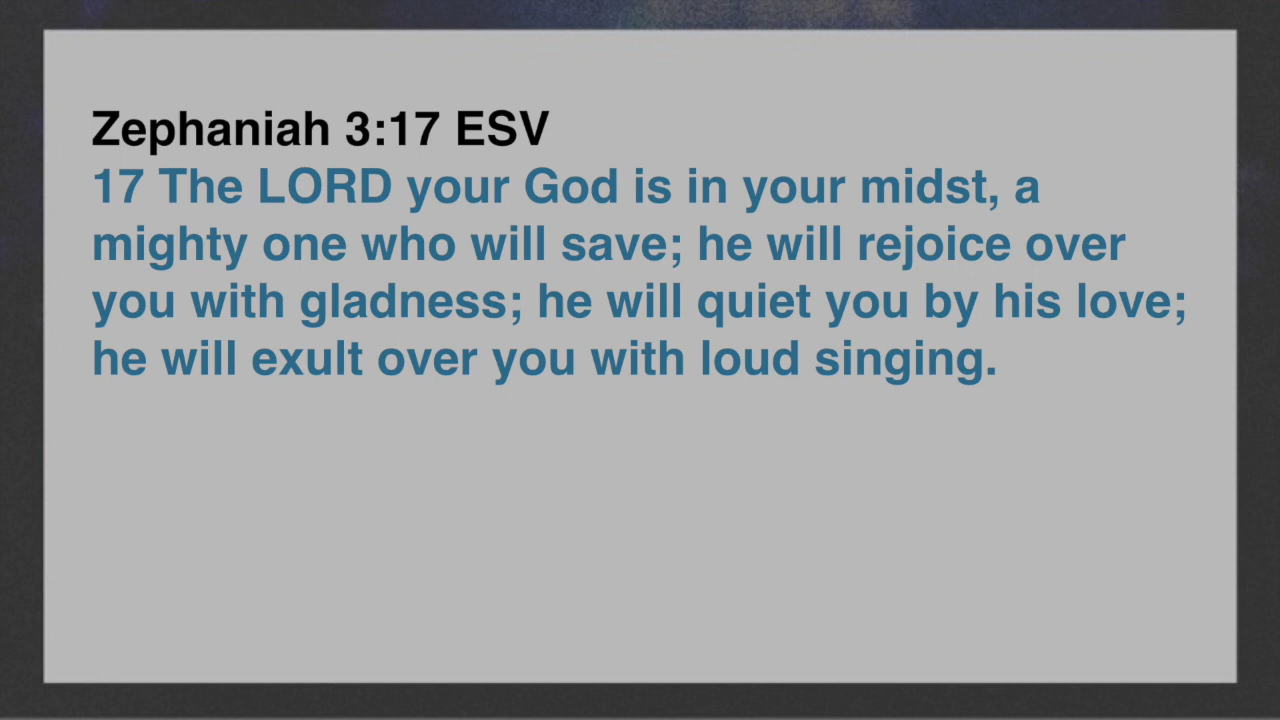 Zephaniah 3:17 ESV
17 The LORD your God is in your midst, a
mighty one who will save; he will rejoice over
you with gladness; he will quiet you by his love;
he will exult over you with loud singing.